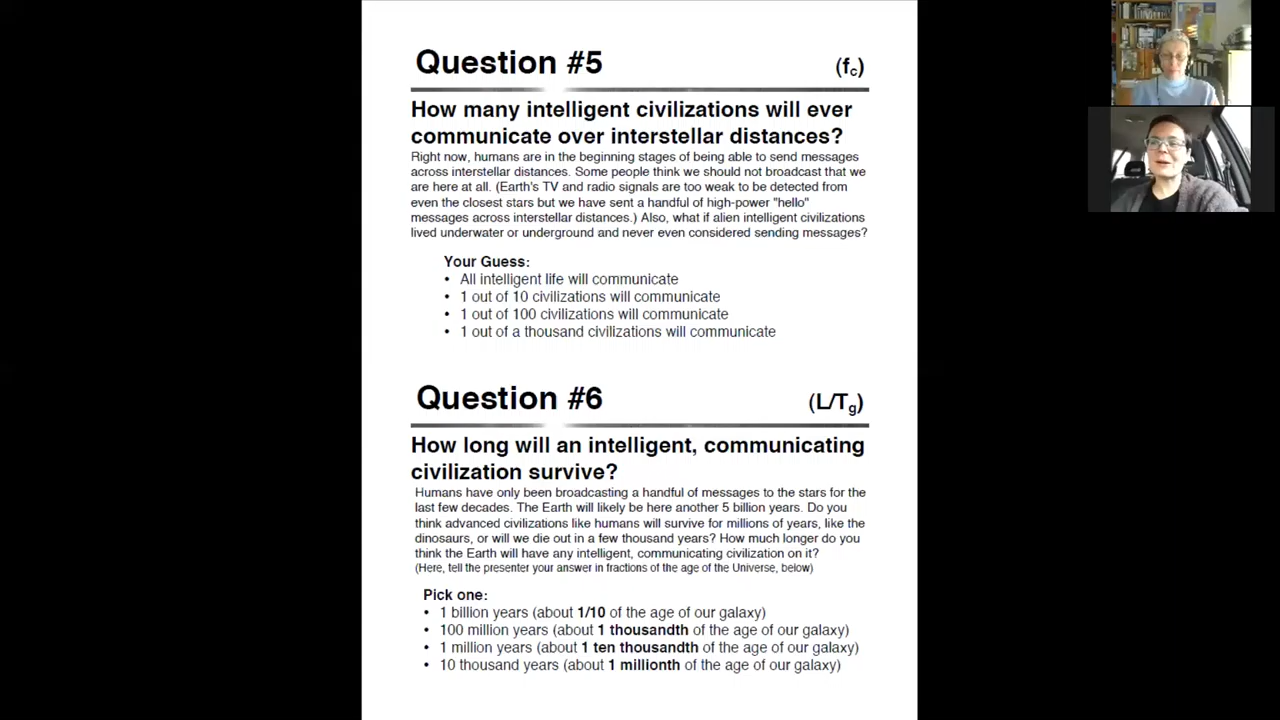 Question #5 (fc)
How many intelligent civilizations will ever
communicate over interstellar distances?
Right now, humans are in the beginning stages of being able to send messages
across interstellar distances. Some people think we should not broadcast that we
are here at all. (Earth's TV and radio signals are too weak to be detected from
even the closest stars but we have sent a handful of high-power "hello"
messages across interstellar distances.) Also, what if alien intelligent civilizations
lived underwater or underground and never even considered sending messages?
Your Guess:
• All intelligent life will communicate
• 1 out of 10 civilizations will communicate
• 1 out of 100 civilizations will communicate
• 1 out of a thousand civilizations will communicate
Question #6 (L/Tg)
How long will an intelligent, communicating
civilization survive?
Humans have only been broadcasting a handful of messages to the stars for the
last few decades. The Earth will likely be here another 5 billion years. Do you
think advanced civilizations like humans will survive for millions of years, like the
dinosaurs, or will we die out in a few thousand years? How much longer do you
think the Earth will have any intelligent, communicating civilization on it?
(Here, tell the presenter your answer in fractions of the age of the Universe, below)
Pick one:
• 1 billion years (about 1/10 of the age of our galaxy)
• 100 million years (about 1 thousandth of the age of our galaxy)
• 1 million years (about 1 ten thousandth of the age of our galaxy)
• 10 thousand years (about 1 millionth of the age of our galaxy)